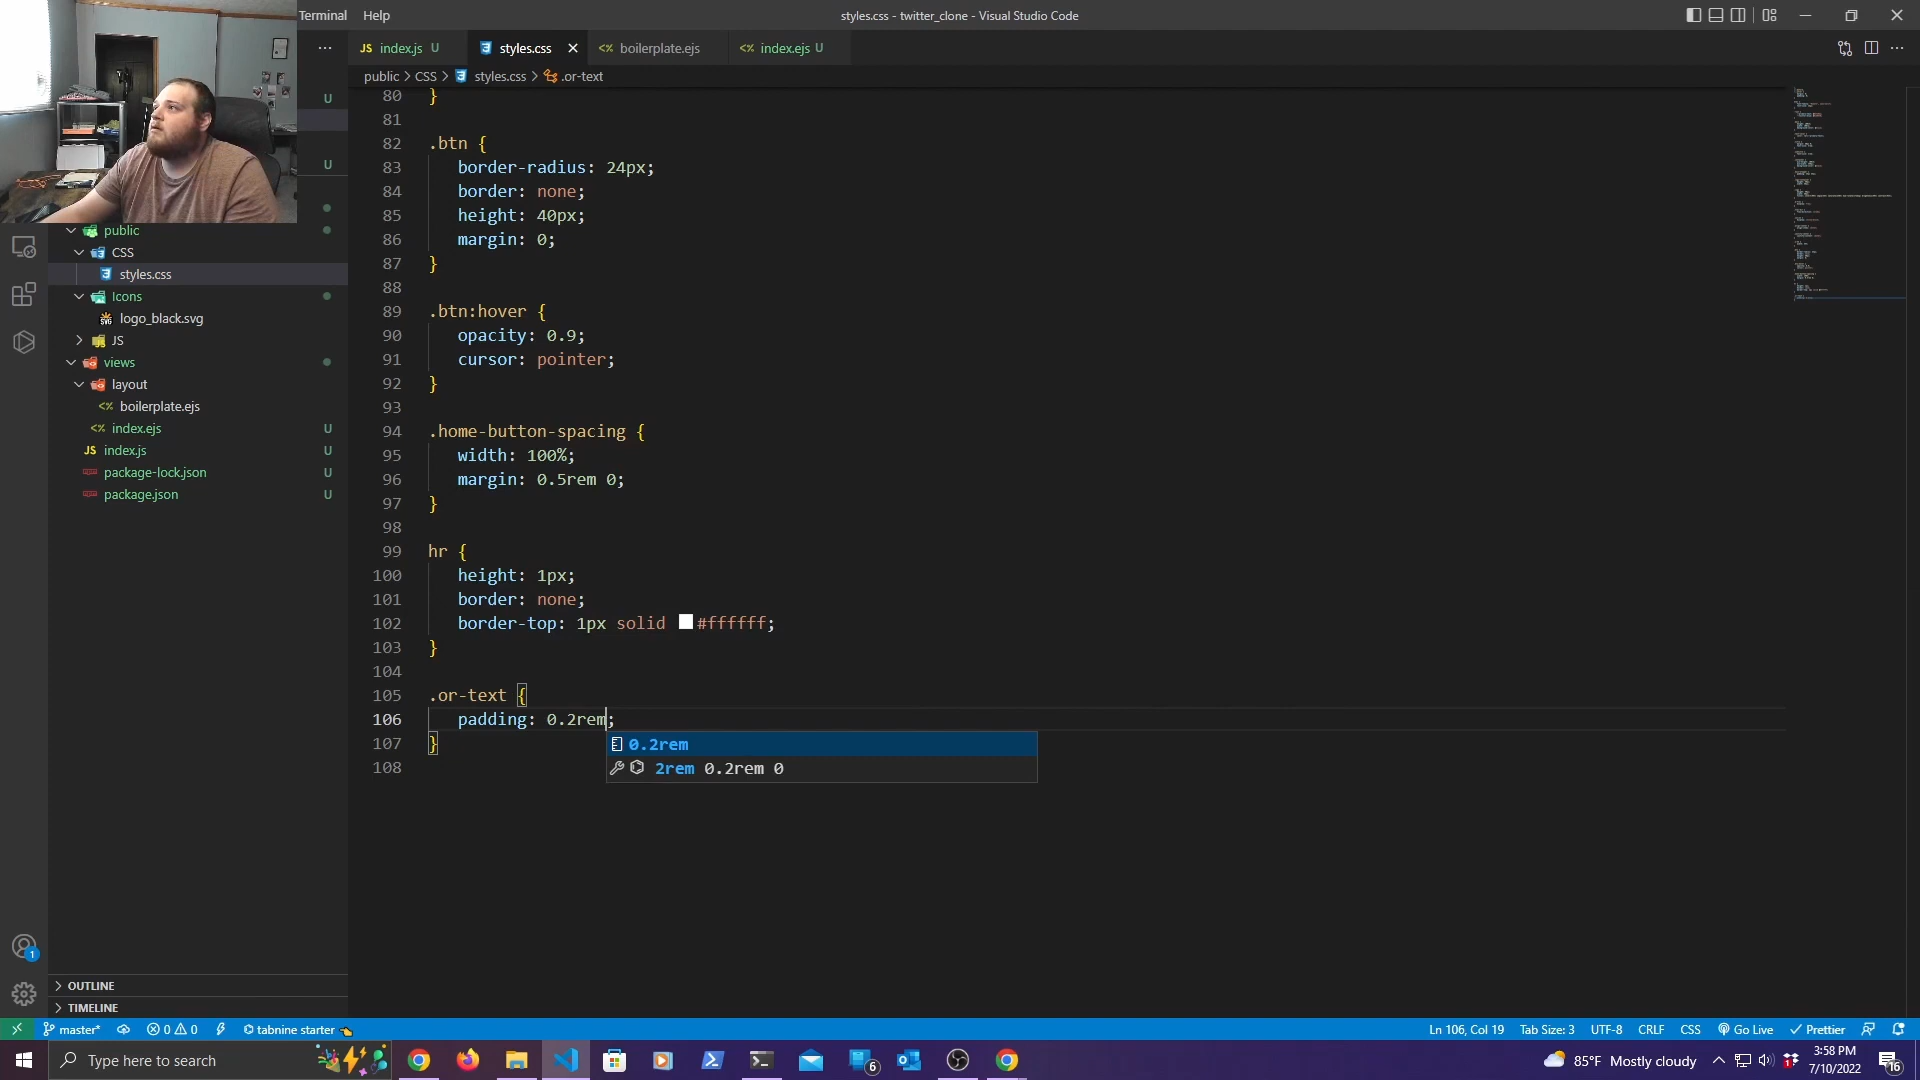 Terminal Help
styles.css - twitter_clone - Visual Studio Code
JS index.js U
styles.css
<% boilerplate.ejs
<% index.ejs U
public > CSS > styles.css > .or-text
U
U
public
CSS
styles.css
Icons
logo_black.svg
JS
views
layout
<% boilerplate.ejs
<% index.ejs U
JS index.js U
package-lock.json U
package.json U
OUTLINE
TIMELINE
80 }
81
82 .btn {
83 border-radius: 24px;
84 border: none;
85 height: 40px;
86 margin: 0;
87 }
88
89 .btn:hover {
90 opacity: 0.9;
91 cursor: pointer;
92 }
93
94 .home-button-spacing {
95 width: 100%;
96 margin: 0.5rem 0;
97 }
98
99 hr {
100 height: 1px;
101 border: none;
102 border-top: 1px solid #ffffff;
103 }
104
105 .or-text {
106 padding: 0.2rem;
107 }
108
0.2rem
2rem 0.2rem 0
master* 0 0 tabnine starter
Ln 106, Col 19 Tab Size: 3 UTF-8 CRLF CSS Go Live Prettier
Type here to search
6
85°F Mostly cloudy
3:58 PM
7/10/2022
16
1